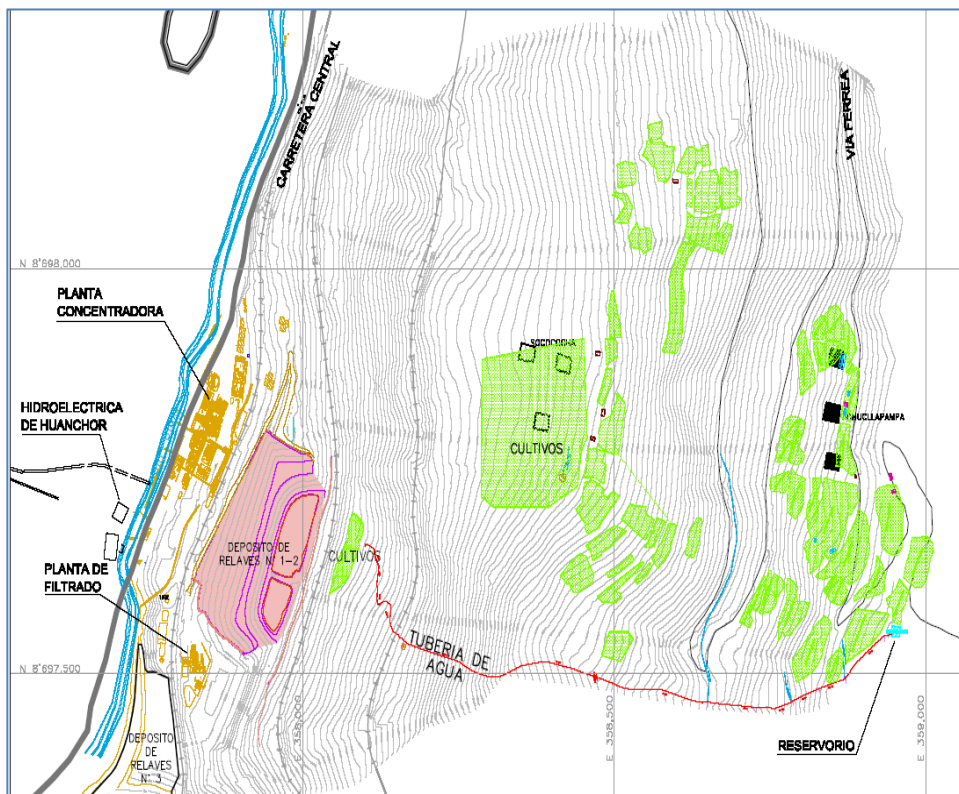 CARRETERA CENTRAL
VIA FERREA
N 8'698,000
PLANTA
CONCENTRADORA
SOCOCOCHA
HIDROELECTRICA
DE HUANCHOR
HUCLLAPAMPA
CULTIVOS
DEPOSITO DE
RELAVES N° 1-2
CULTIVOS
PLANTA DE
FILTRADO
TUBERIA DE
AGUA
N 8'697,500
DEPOSITO
DE
RELAVES
N° 3
E 358,000
E 358,500
E 359,000
RESERVORIO